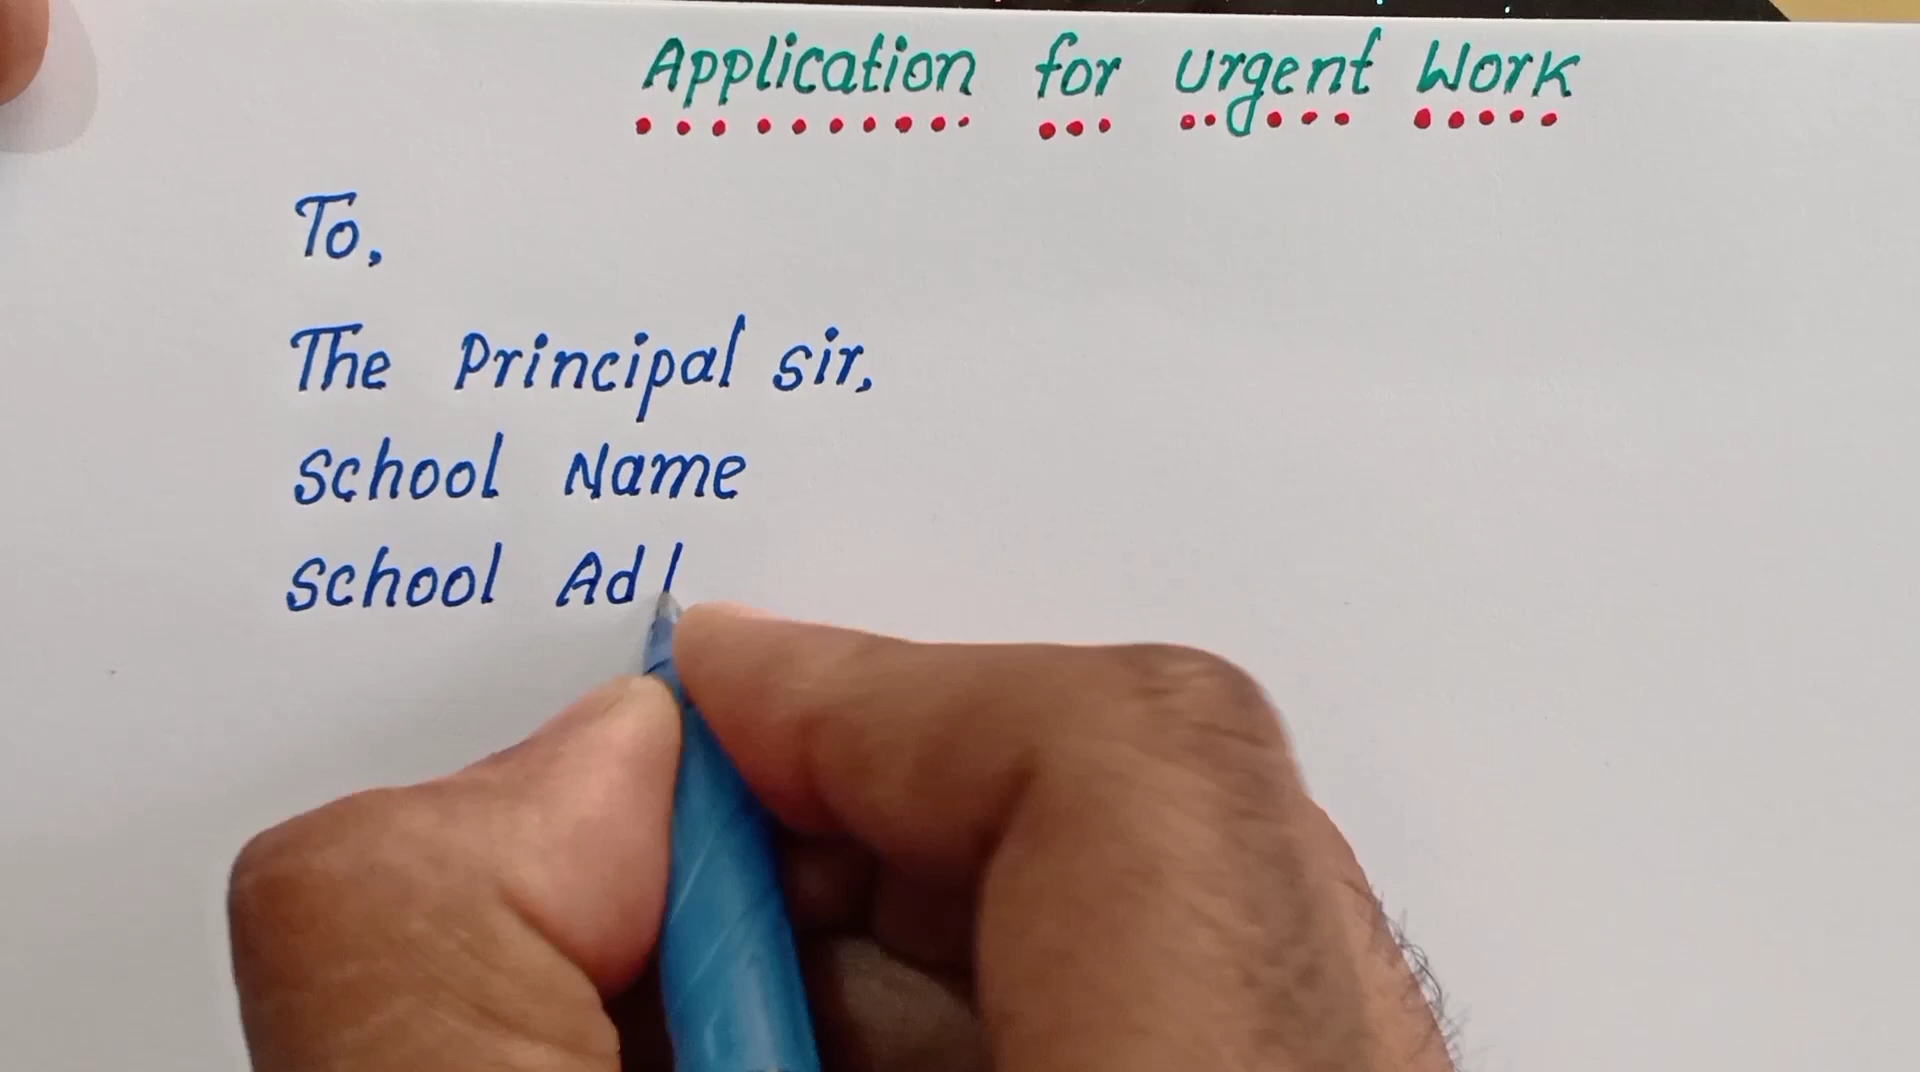 Application for urgent Work
To,
The Principal sir,
School Name
School Ad